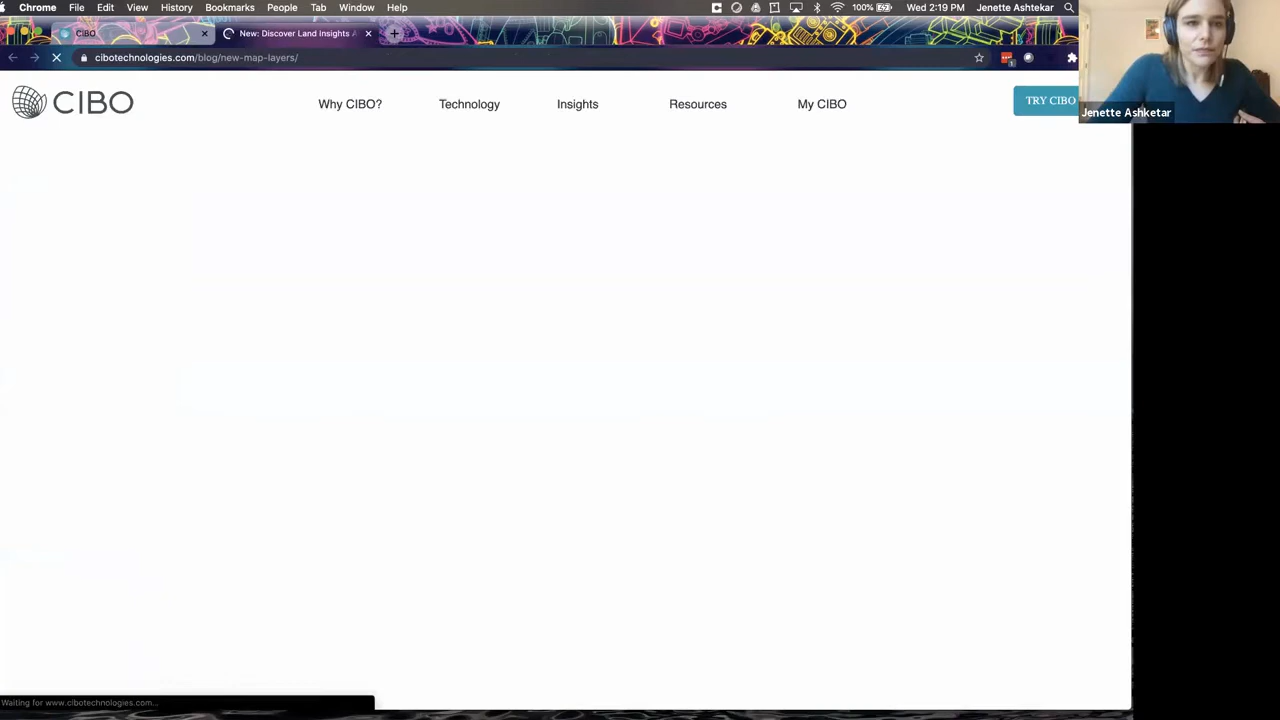 Chrome File Edit View History Bookmarks People Tab Window Help 100% Wed 2:19 PM Jenette Ashtekar
CIBO New: Discover Land Insights
cibotechnologies.com/blog/new-map-layers/
1
CIBO Why CIBO? Technology Insights Resources My CIBO TRY CIBO
Jenette Ashketar
Waiting for www.cibotechnologies.com...